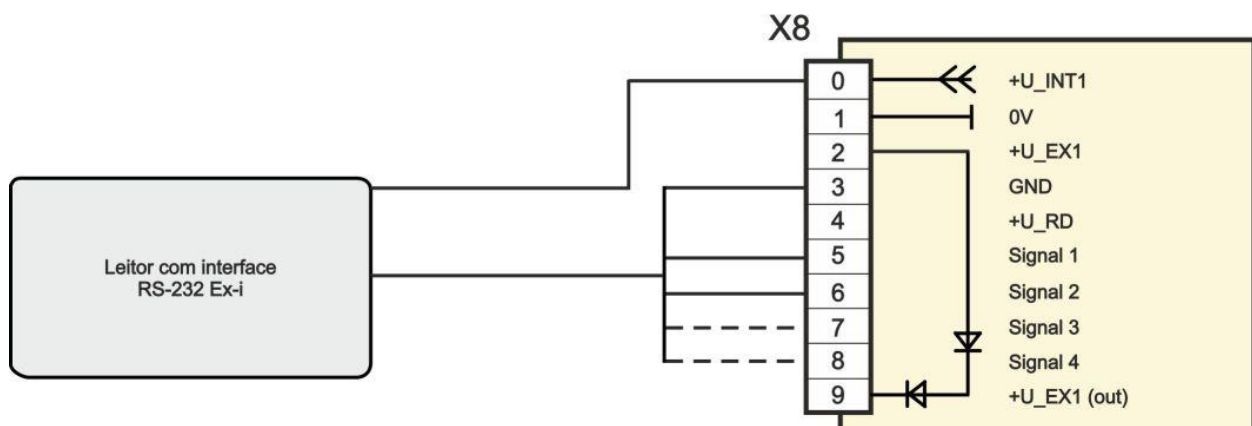 X8
0 +U_INT1
1 0V
2 +U_EX1
3 GND
4 +U_RD
5 Signal 1
6 Signal 2
7 Signal 3
8 Signal 4
9 +U_EX1 (out)
Leitor com interface
RS-232 Ex-i